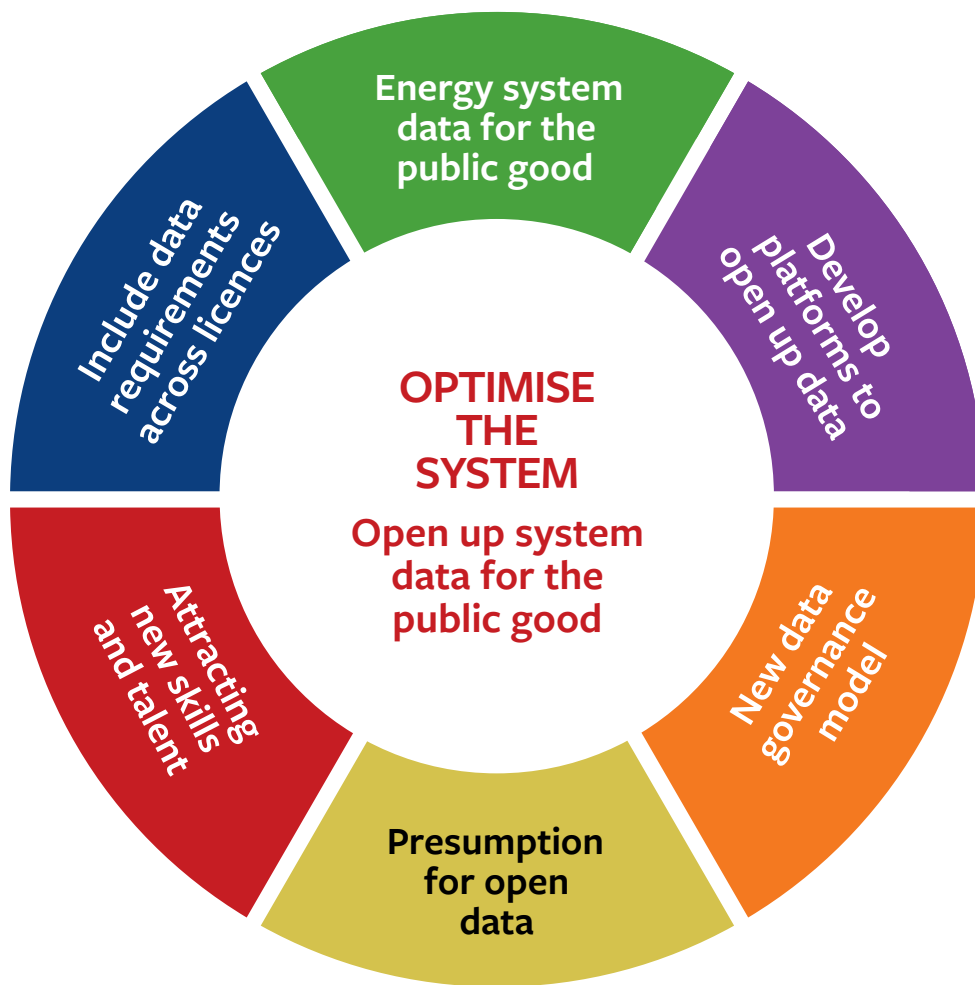 Energy system
data for the
public good
Develop
platforms to
open up data
New data
governance
model
Presumption
for open
data
Attracting
new skills
and talent
Include data
requirements
across licences
OPTIMISE
THE
SYSTEM
Open up system
data for the
public good